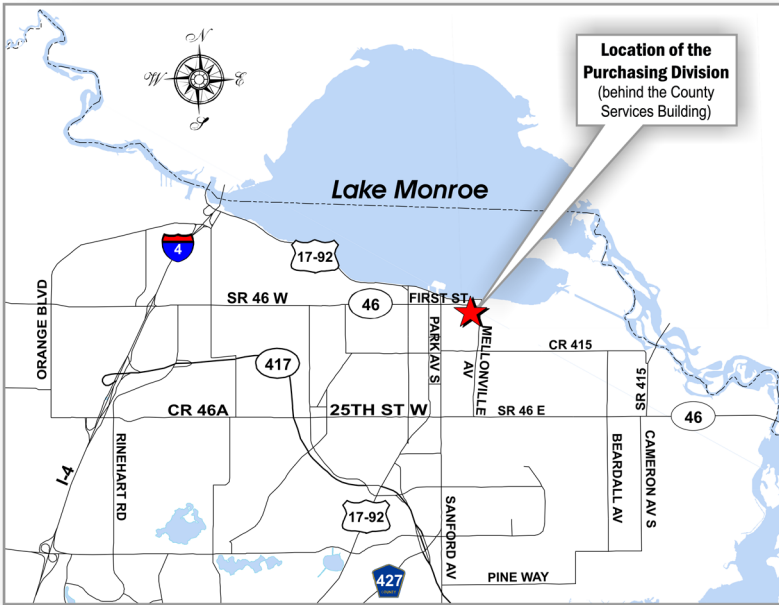 N
W E
S
Location of the
Purchasing Division
(behind the County
Services Building)
Lake Monroe
4
17-92
ORANGE BLVD
SR 46 W
46
FIRST ST
PARK AV S
MELLONVILLE
AV
CR 415
SR 415
417
CR 46A
25TH ST W
SR 46 E
46
I-4
RINEHART RD
17-92
SANFORD AV
BEARDALL AV
CAMERON AV S
427
PINE WAY